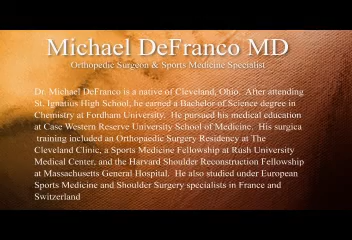 Michael DeFranco MD
Orthopedic Surgeon & Sports Medicine Specialist
Dr. Michael DeFranco is a native of Cleveland, Ohio. After attending
St. Ignatius High School, he earned a Bachelor of Science degree in
Chemistry at Fordham University. He pursued his medical education
at Case Western Reserve University School of Medicine. His surgica
training included an Orthopaedic Surgery Residency at The
Cleveland Clinic, a Sports Medicine Fellowship at Rush University
Medical Center, and the Harvard Shoulder Reconstruction Fellowship
at Massachusetts General Hospital. He also studied under European
Sports Medicine and Shoulder Surgery specialists in France and
Switzerland